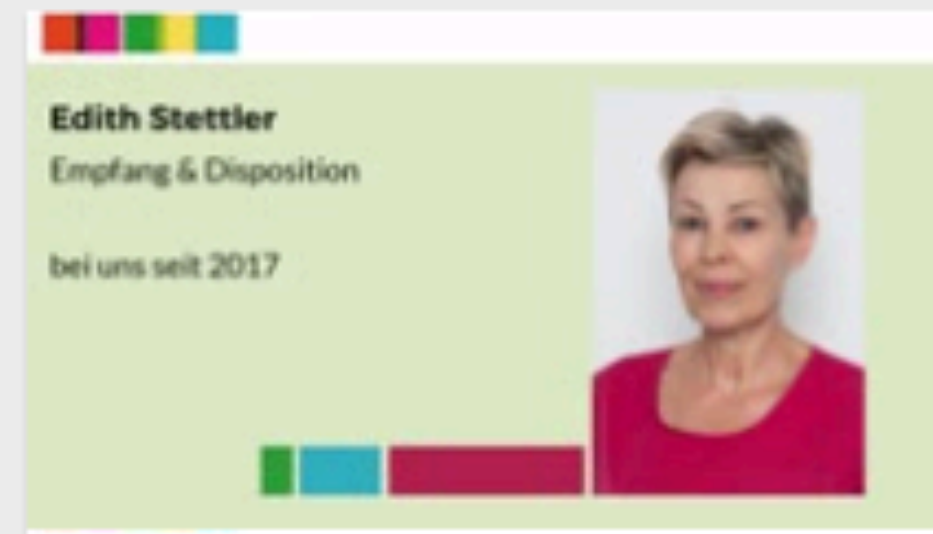 Edith Stettler
Empfang & Disposition
bei uns seit 2017